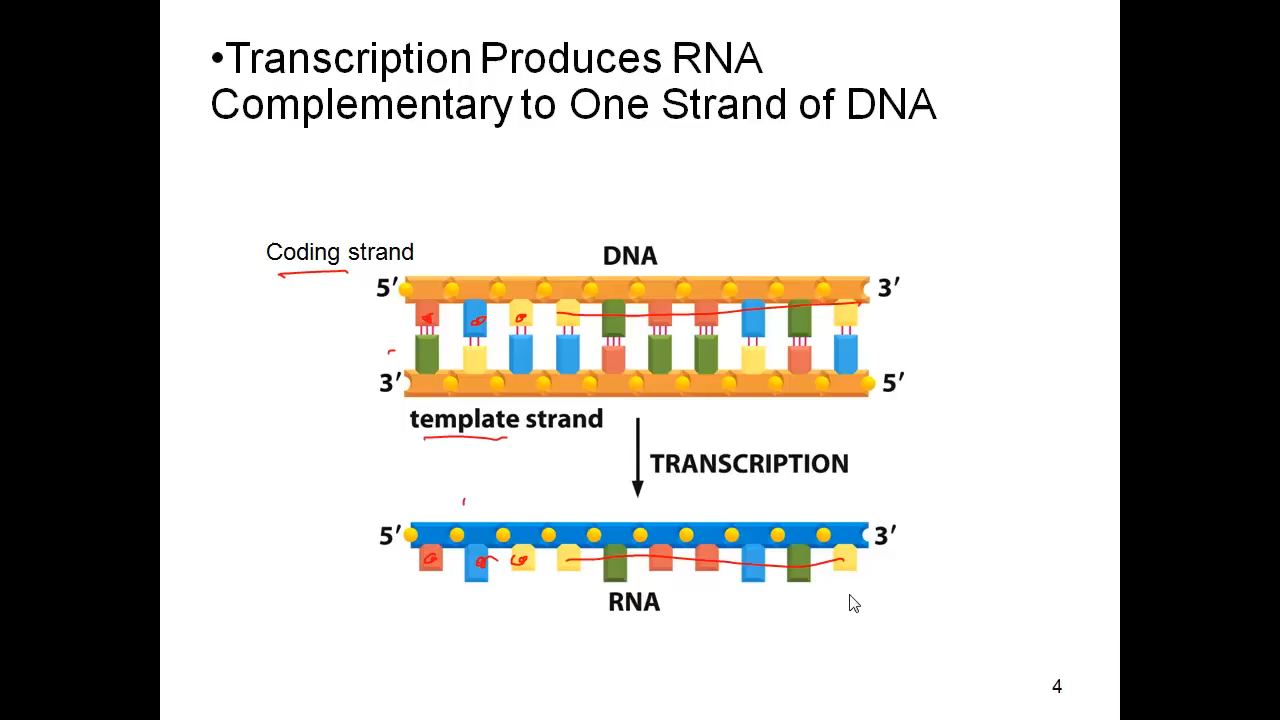 •Transcription Produces RNA
Complementary to One Strand of DNA
Coding strand
DNA
5′ 3′
3′ 5′
template strand
TRANSCRIPTION
5′ 3′
RNA
4